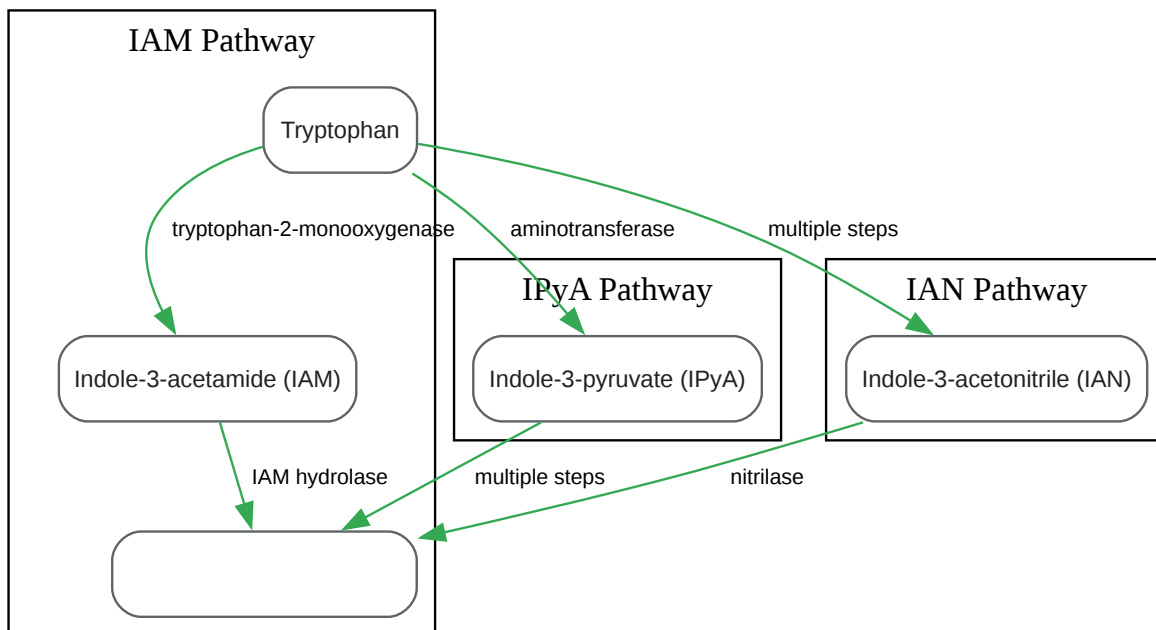 IAM Pathway
Tryptophan
tryptophan-2-monooxygenase
aminotransferase
multiple steps
IPyA Pathway
IAN Pathway
Indole-3-acetamide (IAM)
Indole-3-pyruvate (IPyA)
Indole-3-acetonitrile (IAN)
IAM hydrolase
multiple steps
nitrilase